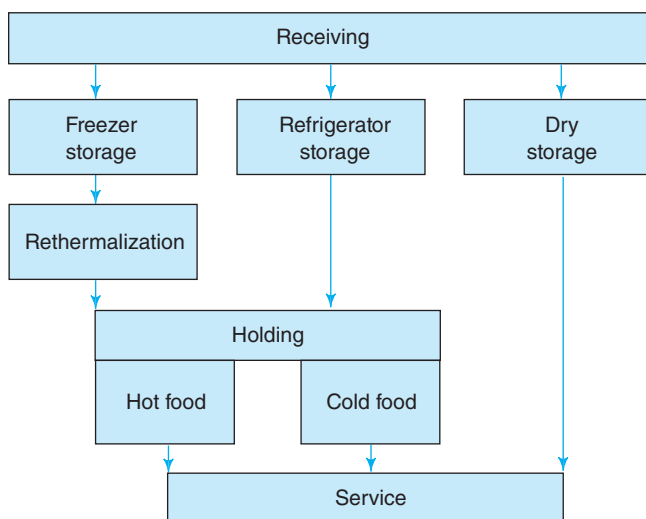 Receiving
Freezer
storage
Refrigerator
storage
Dry
storage
Rethermalization
Holding
Hot food
Cold food
Service